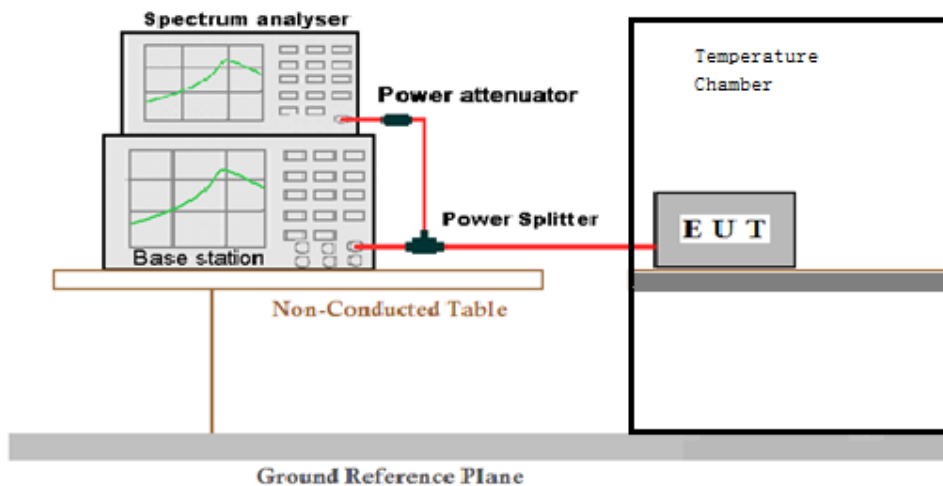 Spectrum analyser
Temperature
Chamber
Power attenuator
Power Splitter
E U T
Base station
Non-Conducted Table
Ground Reference Plane